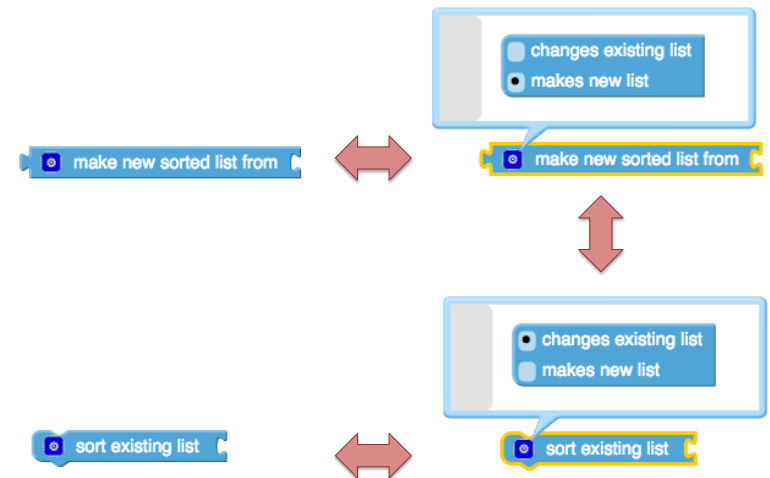 changes existing list
makes new list
make new sorted list from
make new sorted list from
changes existing list
makes new list
sort existing list
sort existing list